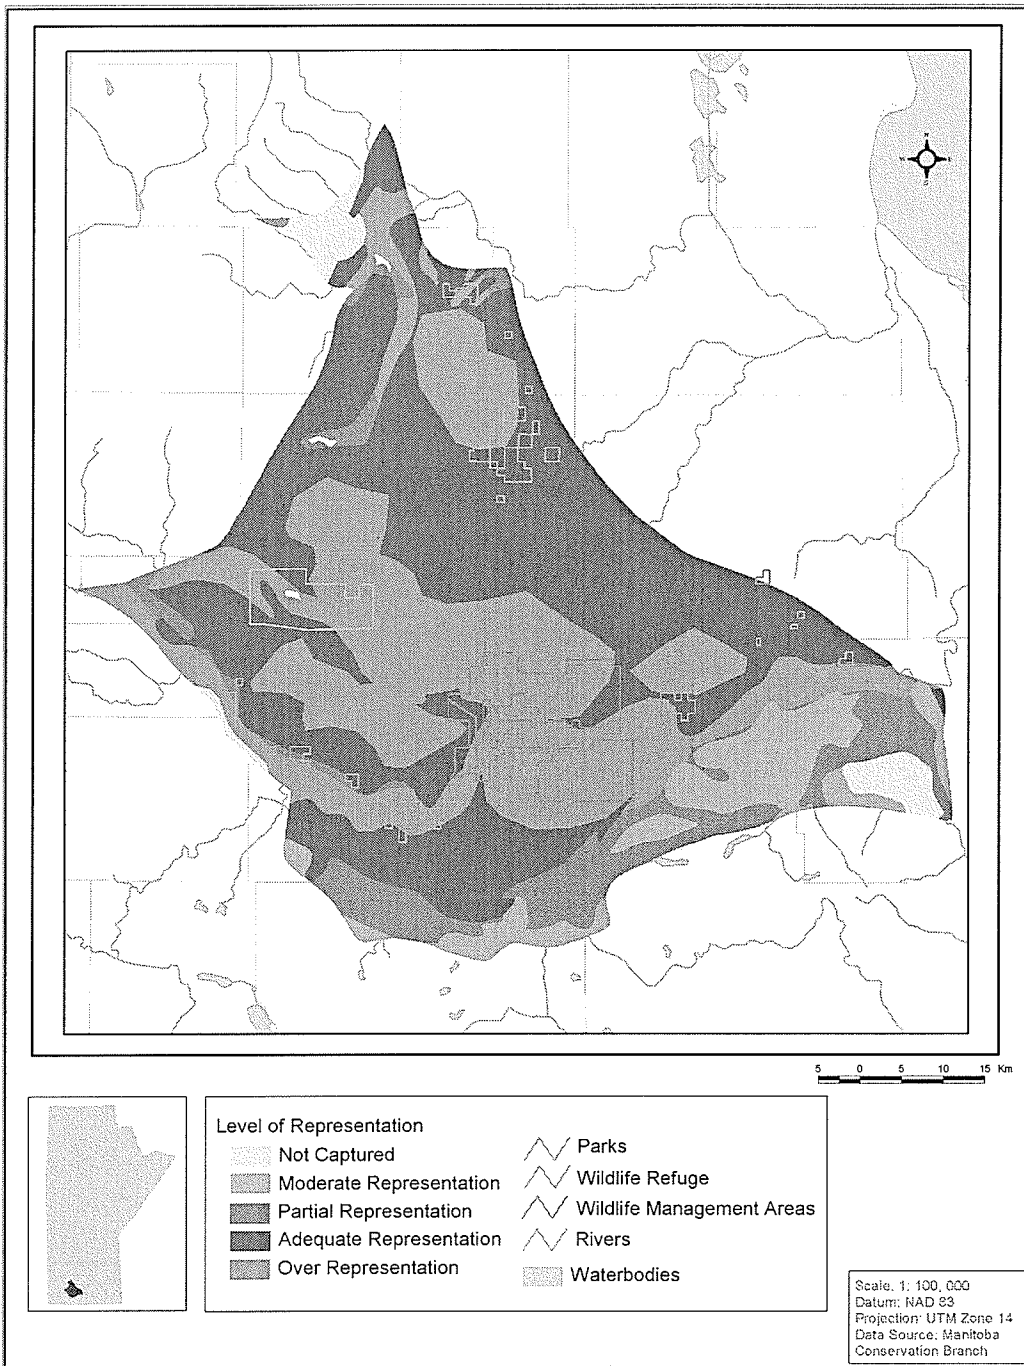 N
W E
S
5 0 5 10 15 Km
Level of Representation
Not Captured
Moderate Representation
Partial Representation
Adequate Representation
Over Representation
Parks
Wildlife Refuge
Wildlife Management Areas
Rivers
Waterbodies
Scale. 1: 100, 000
Datum: NAD 83
Projection: UTM Zone 14
Data Source: Manitoba
Conservation Branch